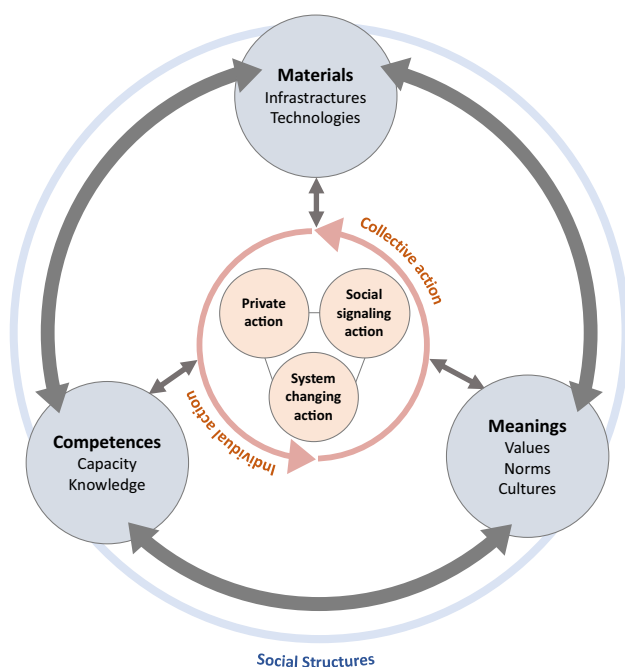 Materials
Infrastractures
Technologies
Collective action
Private
action
Social
signaling
action
System
changing
action
Individual action
Competences
Capacity
Knowledge
Meanings
Values
Norms
Cultures
Social Structures